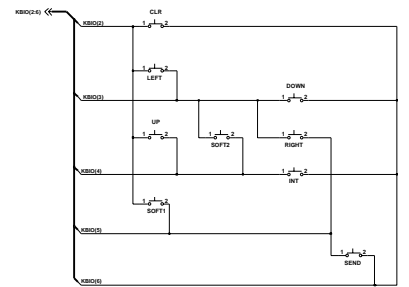 CLR
KBIO(2:6)
KBIO(2)
1 2
1 2
LEFT
DOWN
KBIO(3)
1 2
UP
1 2
1 2
1 2
SOFT2
RIGHT
KBIO(4)
1 2
INT
1 2
SOFT1
KBIO(5)
1 2
SEND
KBIO(6)